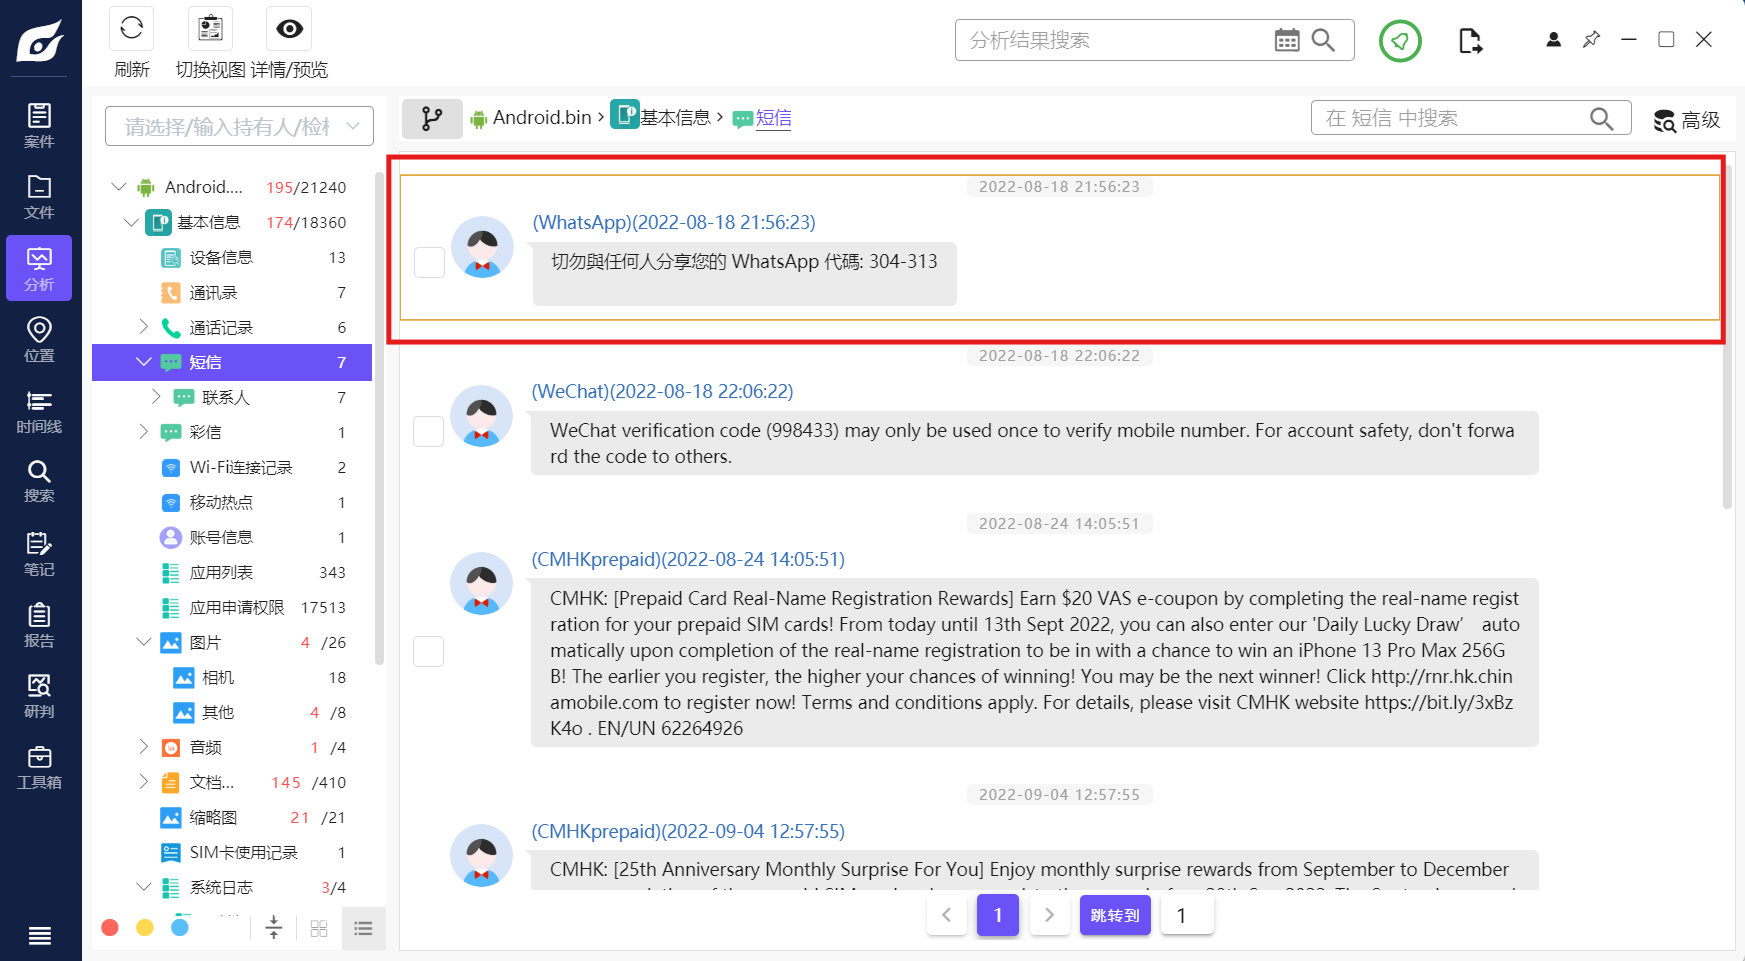 刷新
切换视图
详情/预览
分析结果搜索
案件
文件
分析
位置
时间线
搜索
笔记
报告
研判
工具箱
请选择/输入持有人/检
Android.... 195/21240
基本信息 174/18360
设备信息 13
通讯录 7
通话记录 6
短信 7
联系人 7
彩信 1
Wi-Fi连接记录 2
移动热点 1
账号信息 1
应用列表 343
应用申请权限 17513
图片 4 /26
相机 18
其他 4 /8
音频 1 /4
文档... 145 /410
缩略图 21 /21
SIM卡使用记录 1
系统日志 3/4
Android.bin › 基本信息 › 短信
在 短信 中搜索
高级
2022-08-18 21:56:23
(WhatsApp)(2022-08-18 21:56:23)
切勿與任何人分享您的 WhatsApp 代碼: 304-313
2022-08-18 22:06:22
(WeChat)(2022-08-18 22:06:22)
WeChat verification code (998433) may only be used once to verify mobile number. For account safety, don't forwa
rd the code to others.
2022-08-24 14:05:51
(CMHKprepaid)(2022-08-24 14:05:51)
CMHK: [Prepaid Card Real-Name Registration Rewards] Earn $20 VAS e-coupon by completing the real-name regist
ration for your prepaid SIM cards! From today until 13th Sept 2022, you can also enter our 'Daily Lucky Draw’ auto
matically upon completion of the real-name registration to be in with a chance to win an iPhone 13 Pro Max 256G
B! The earlier you register, the higher your chances of winning! You may be the next winner! Click http://rnr.hk.chin
amobile.com to register now! Terms and conditions apply. For details, please visit CMHK website https://bit.ly/3xBz
K4o . EN/UN 62264926
2022-09-04 12:57:55
(CMHKprepaid)(2022-09-04 12:57:55)
CMHK: [25th Anniversary Monthly Surprise For You] Enjoy monthly surprise rewards from September to December
1
跳转到
1